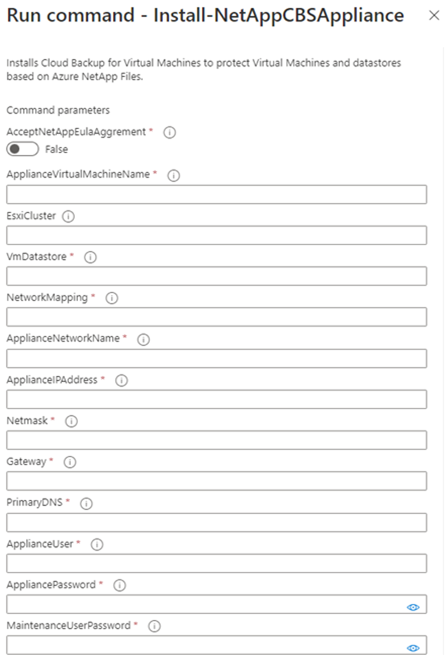 Run command - Install-NetAppCBSAppliance
Installs Cloud Backup for Virtual Machines to protect Virtual Machines and datastores
based on Azure NetApp Files.
Command parameters
AcceptNetAppEulaAggrement *
False
ApplianceVirtualMachineName *
EsxiCluster
VmDatastore *
NetworkMapping *
ApplianceNetworkName *
ApplianceIPAddress *
Netmask *
Gateway *
PrimaryDNS *
ApplianceUser *
AppliancePassword *
MaintenanceUserPassword *